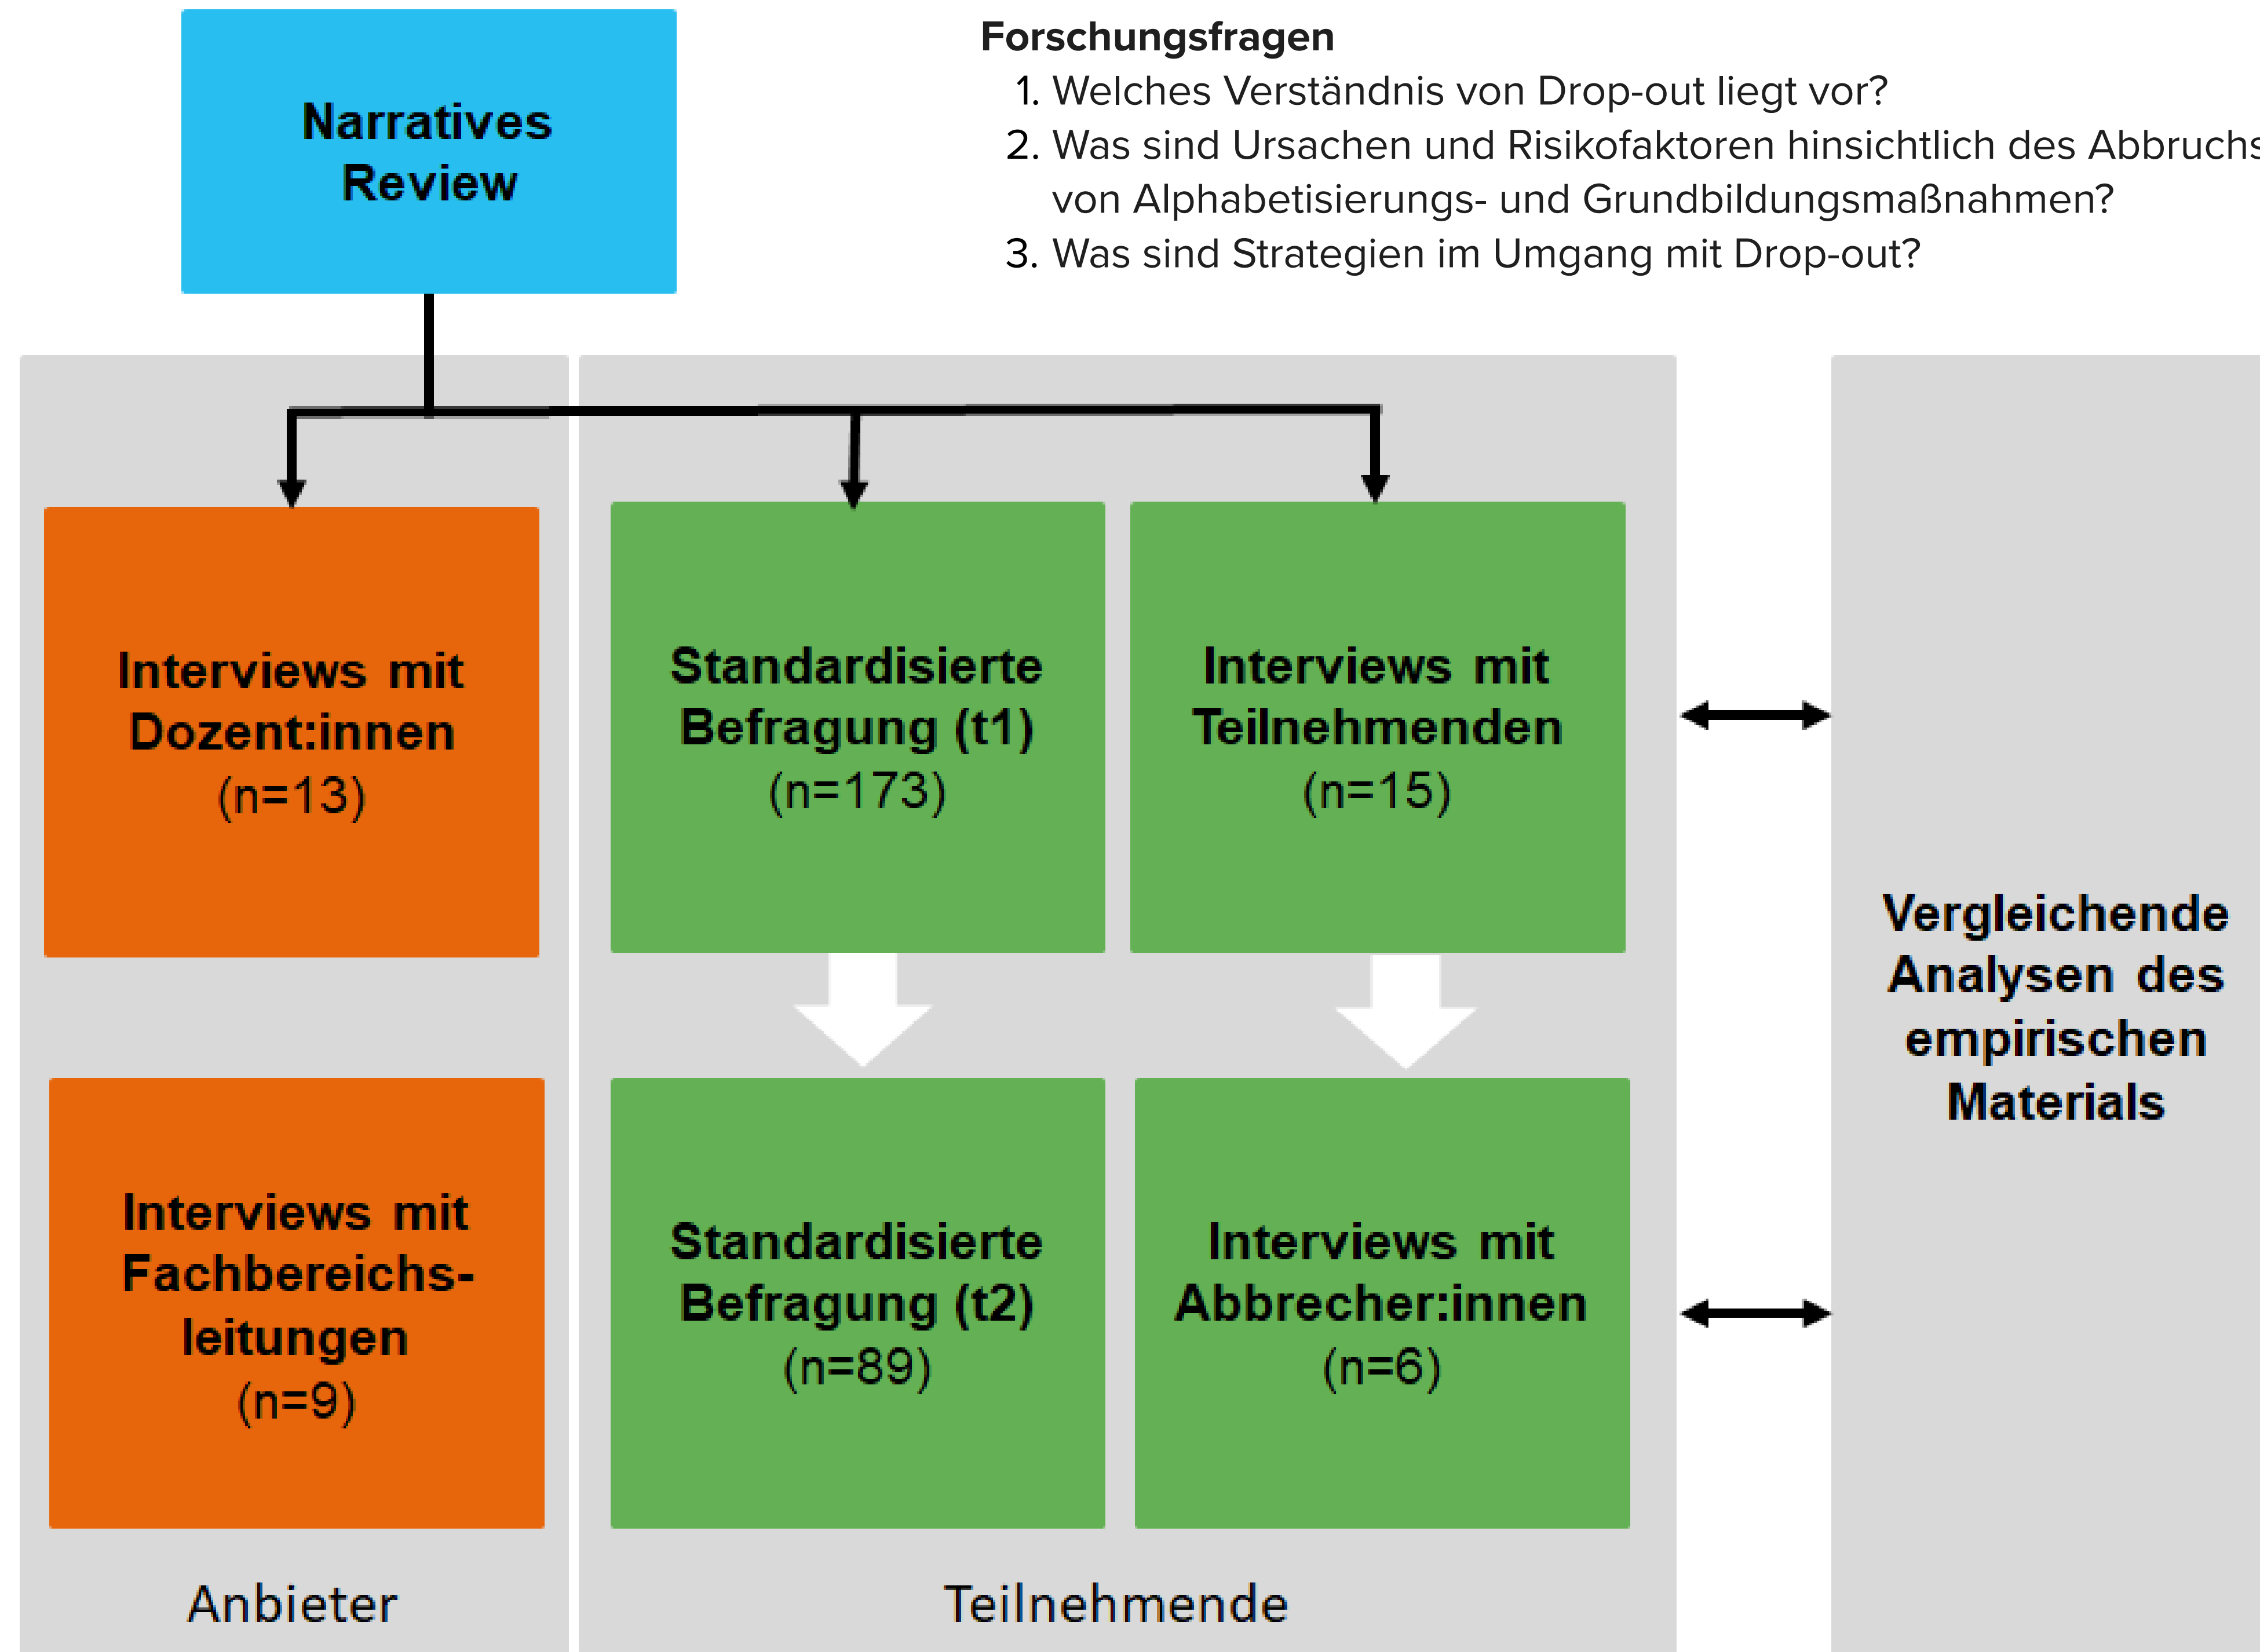 Narratives
Review
Forschungsfragen
1. Welches Verständnis von Drop-out liegt vor?
2. Was sind Ursachen und Risikofaktoren hinsichtlich des Abbruchs
von Alphabetisierungs- und Grundbildungsmaßnahmen?
3. Was sind Strategien im Umgang mit Drop-out?
Interviews mit
Dozent:innen
(n=13)
Standardisierte
Befragung (t1)
(n=173)
Interviews mit
Teilnehmenden
(n=15)
Interviews mit
Fachbereichs-
leitungen
(n=9)
Standardisierte
Befragung (t2)
(n=89)
Interviews mit
Abbrecher:innen
(n=6)
Anbieter
Teilnehmende
Vergleichende
Analysen des
empirischen
Materials